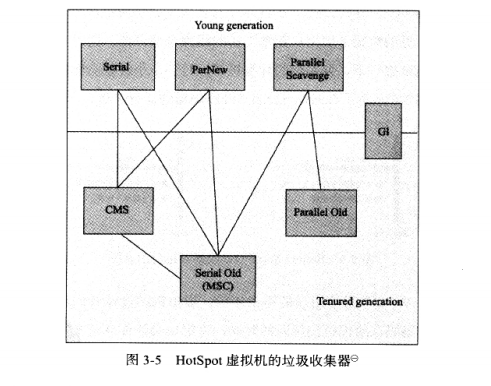 Young generation
Serial
ParNew
Parallel
Scavenge
G1
CMS
Parallel Old
Serial Old
(MSC)
Tenured generation
图 3-5 HotSpot 虚拟机的垃圾收集器㊀